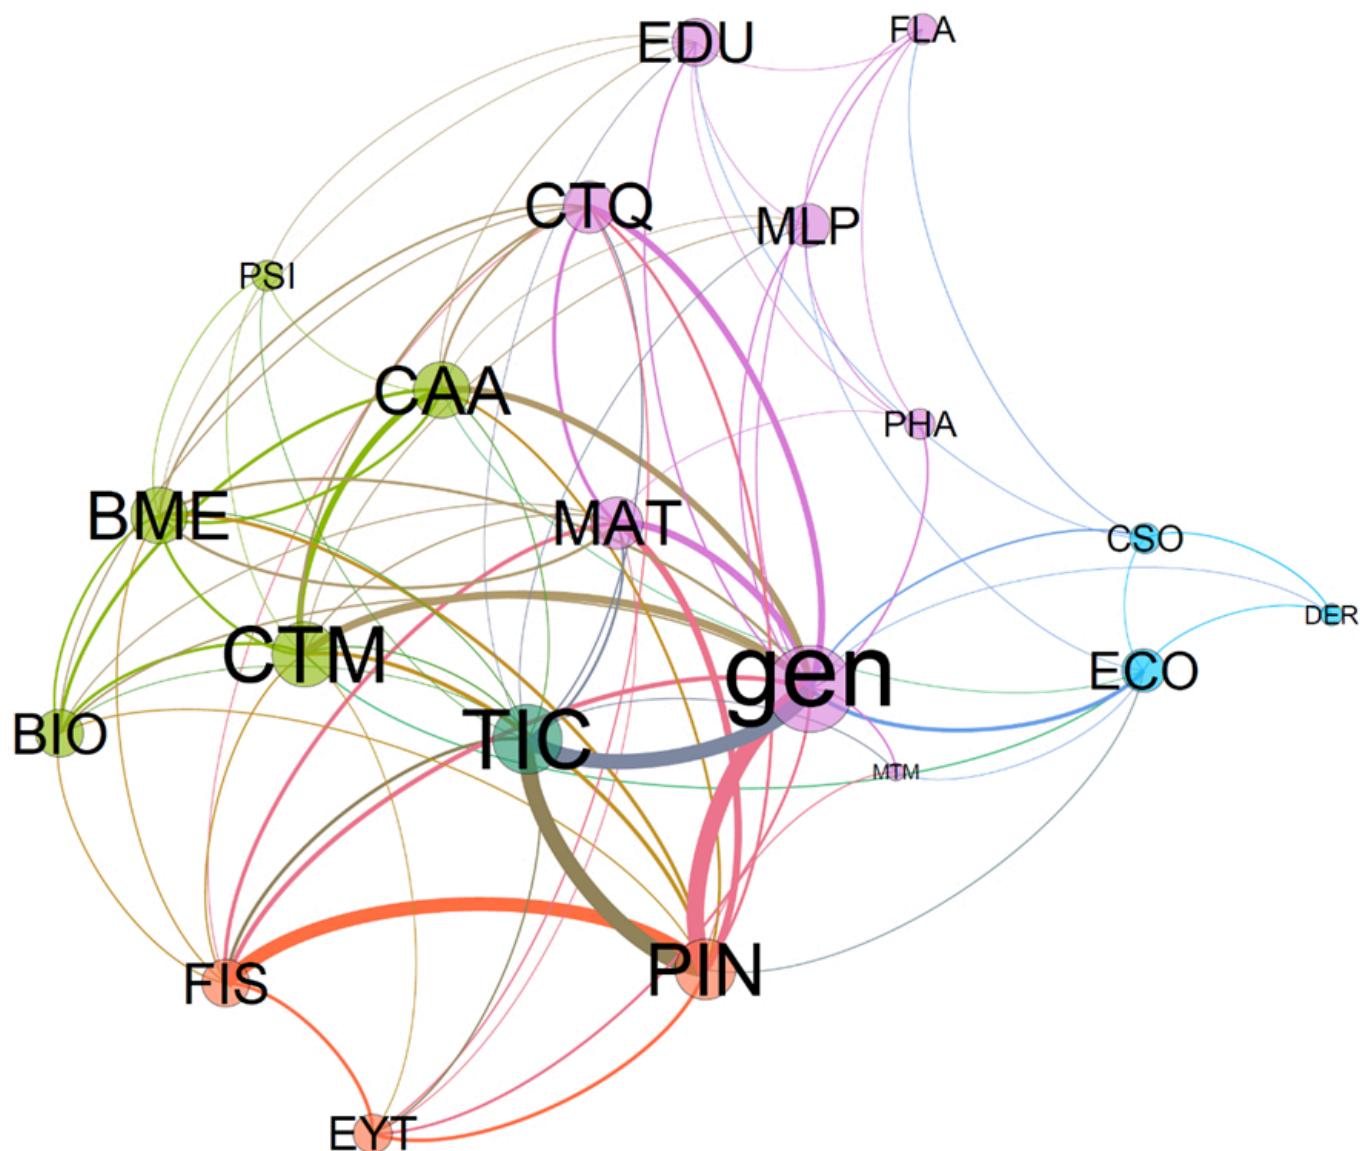 EDU
FLA
CTQ
MLP
PSI
CAA
PHA
BME
MAT
CSO
DER
CTM
gen
ECO
BIO
TIC
MTM
FIS
PIN
EYT